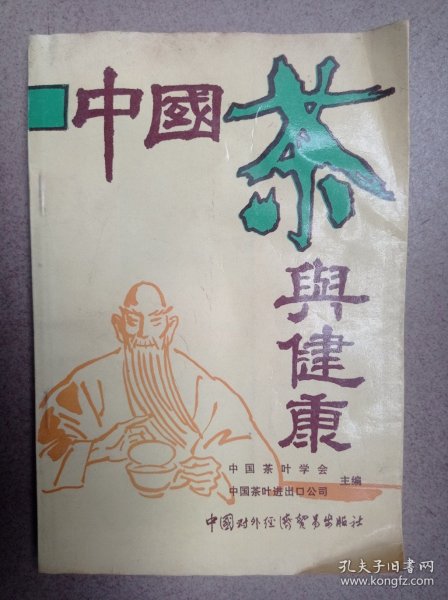 中國茶
與健康
中国茶叶学会
中国茶叶进出口公司
主编
中国对外经济贸易出版社
孔夫子旧书网
www.kongfz.com